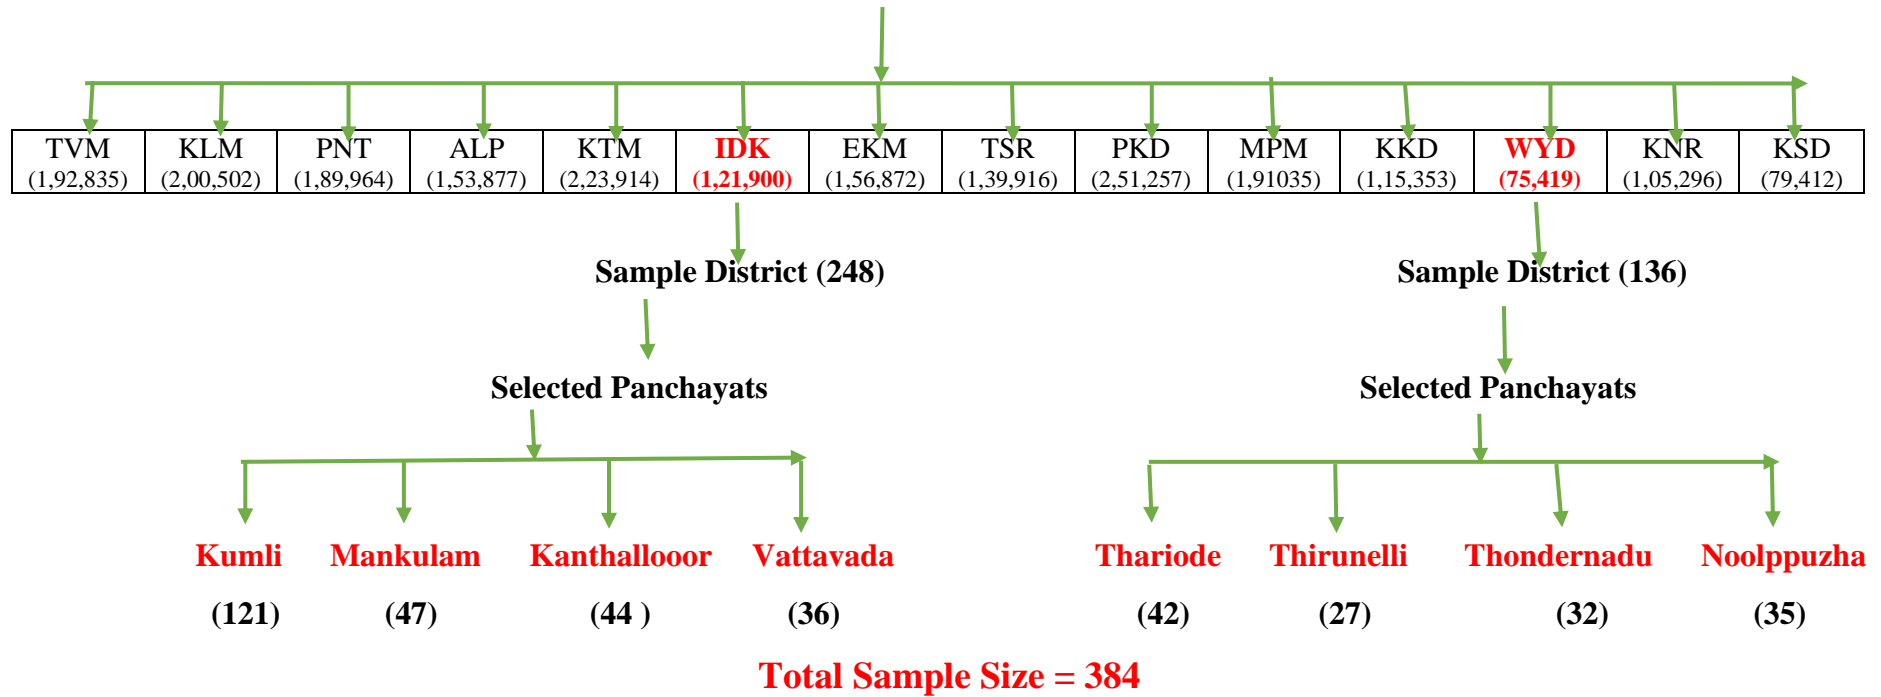 TVM KLM PNT ALP KTM IDK EKM TSR PKD MPM KKD WYD KNR KSD
(1,92,835) (2,00,502) (1,89,964) (1,53,877) (2,23,914) (1,21,900) (1,56,872) (1,39,916) (2,51,257) (1,91035) (1,15,353) (75,419) (1,05,296) (79,412)
Sample District (248) Sample District (136)
Selected Panchayats Selected Panchayats
Kumli Mankulam Kanthallooor Vattavada Thariode Thirunelli Thondernadu Noolppuzha
(121) (47) (44 ) (36) (42) (27) (32) (35)
Total Sample Size = 384